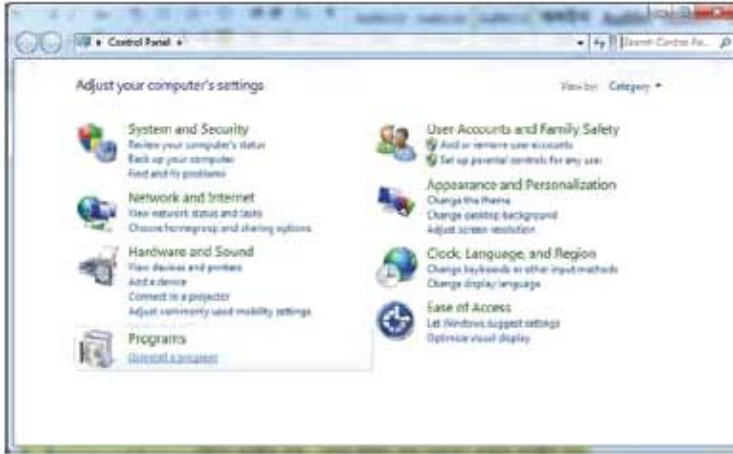 Control Panel
Search Control Pa...
Adjust your computer's settings
View by: Category
System and Security
Review your computer's status
Back up your computer
Find and fix problems
Network and Internet
View network status and tasks
Choose homegroup and sharing options
Hardware and Sound
View devices and printers
Add a device
Connect to a projector
Adjust commonly used mobility settings
Programs
Uninstall a program
User Accounts and Family Safety
Add or remove user accounts
Set up parental controls for any user
Appearance and Personalization
Change the theme
Change desktop background
Adjust screen resolution
Clock, Language, and Region
Change keyboards or other input methods
Change display language
Ease of Access
Let Windows suggest settings
Optimize visual display